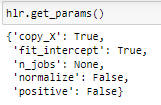 hlr.get_params()
{'copy_X': True,
'fit_intercept': True,
'n_jobs': None,
'normalize': False,
'positive': False}